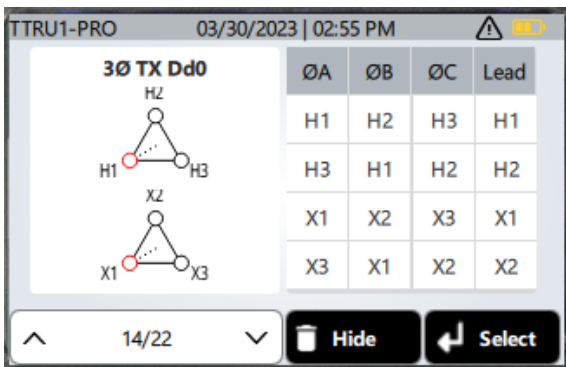 TTRU1-PRO 03/30/2023 | 02:55 PM
3Ø TX Dd0
H2
H1 H3
X2
X1 X3
ØA ØB ØC Lead
H1 H2 H3 H1
H3 H1 H2 H2
X1 X2 X3 X1
X3 X1 X2 X2
14/22 Hide Select